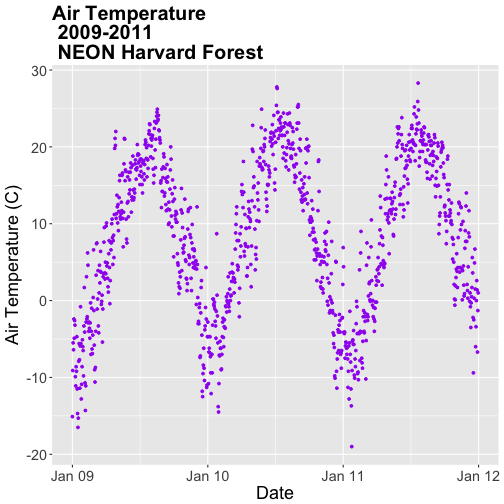 Air Temperature
2009-2011
NEON Harvard Forest
Air Temperature (C)
30
20
10
0
-10
-20
Jan 09 Jan 10 Jan 11 Jan 12
Date